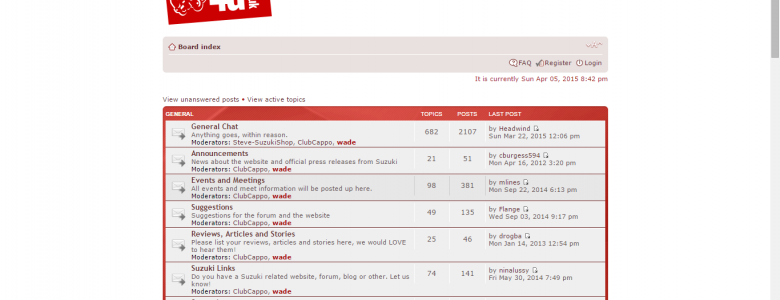 4u
.uk
Board index
FAQ Register Login
It is currently Sun Apr 05, 2015 8:42 pm
View unanswered posts • View active topics
GENERAL TOPICS POSTS LAST POST
General Chat
Anything goes, within reason.
Moderators: Steve-SuzukiShop, ClubCappo, wade
682 2107
by Headwind
Sun Mar 22, 2015 12:06 pm
Announcements
News about the website and official press releases from Suzuki
Moderators: ClubCappo, wade
21 51
by cburgess594
Mon Apr 16, 2012 3:20 pm
Events and Meetings
All events and meet information will be posted up here.
Moderators: ClubCappo, wade
98 381
by mlines
Mon Sep 22, 2014 6:13 pm
Suggestions
Suggestions for the forum and the website
Moderators: ClubCappo, wade
49 135
by Flange
Wed Sep 03, 2014 9:17 pm
Reviews, Articles and Stories
Please list your reviews, articles and stories here, we would LOVE
to hear them!
Moderators: ClubCappo, wade
25 46
by drogba
Mon Jan 14, 2013 12:54 pm
Suzuki Links
Do you have a Suzuki related website, forum, blog or other. Let us
know!
Moderators: ClubCappo, wade
74 141
by ninalussy
Fri May 30, 2014 7:49 pm